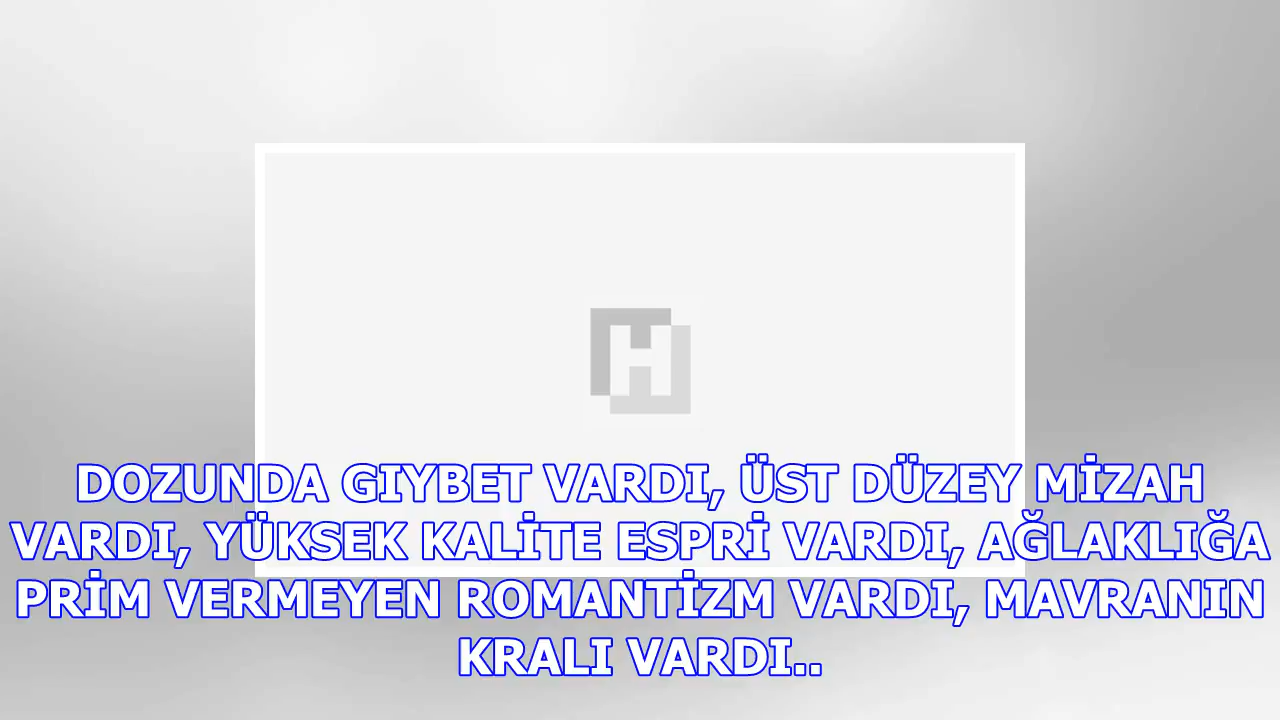 H
DOZUNDA GIYBET VARDI, ÜST DÜZEY MİZAH
VARDI, YÜKSEK KALİTE ESPRİ VARDI, AĞLAKLIĞA
PRİM VERMEYEN ROMANTİZM VARDI, MAVRANIN
KRALI VARDI..